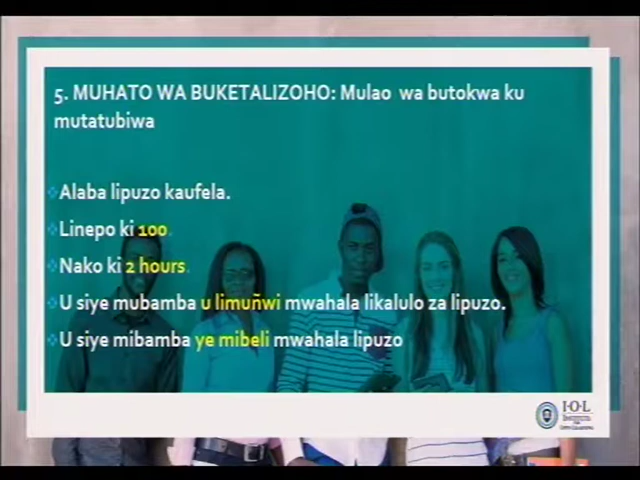 5. MUHATO WA BUKETALIZOHO: Mulao wa butokwa ku
mutatubiwa
Alaba lipuzo kaufela.
Linepo ki 100.
Nako ki 2 hours.
U siye mubamba u limuñwi mwahala likalulo za lipuzo.
U siye mibamba ye mibeli mwahala lipuzo
I·O·L